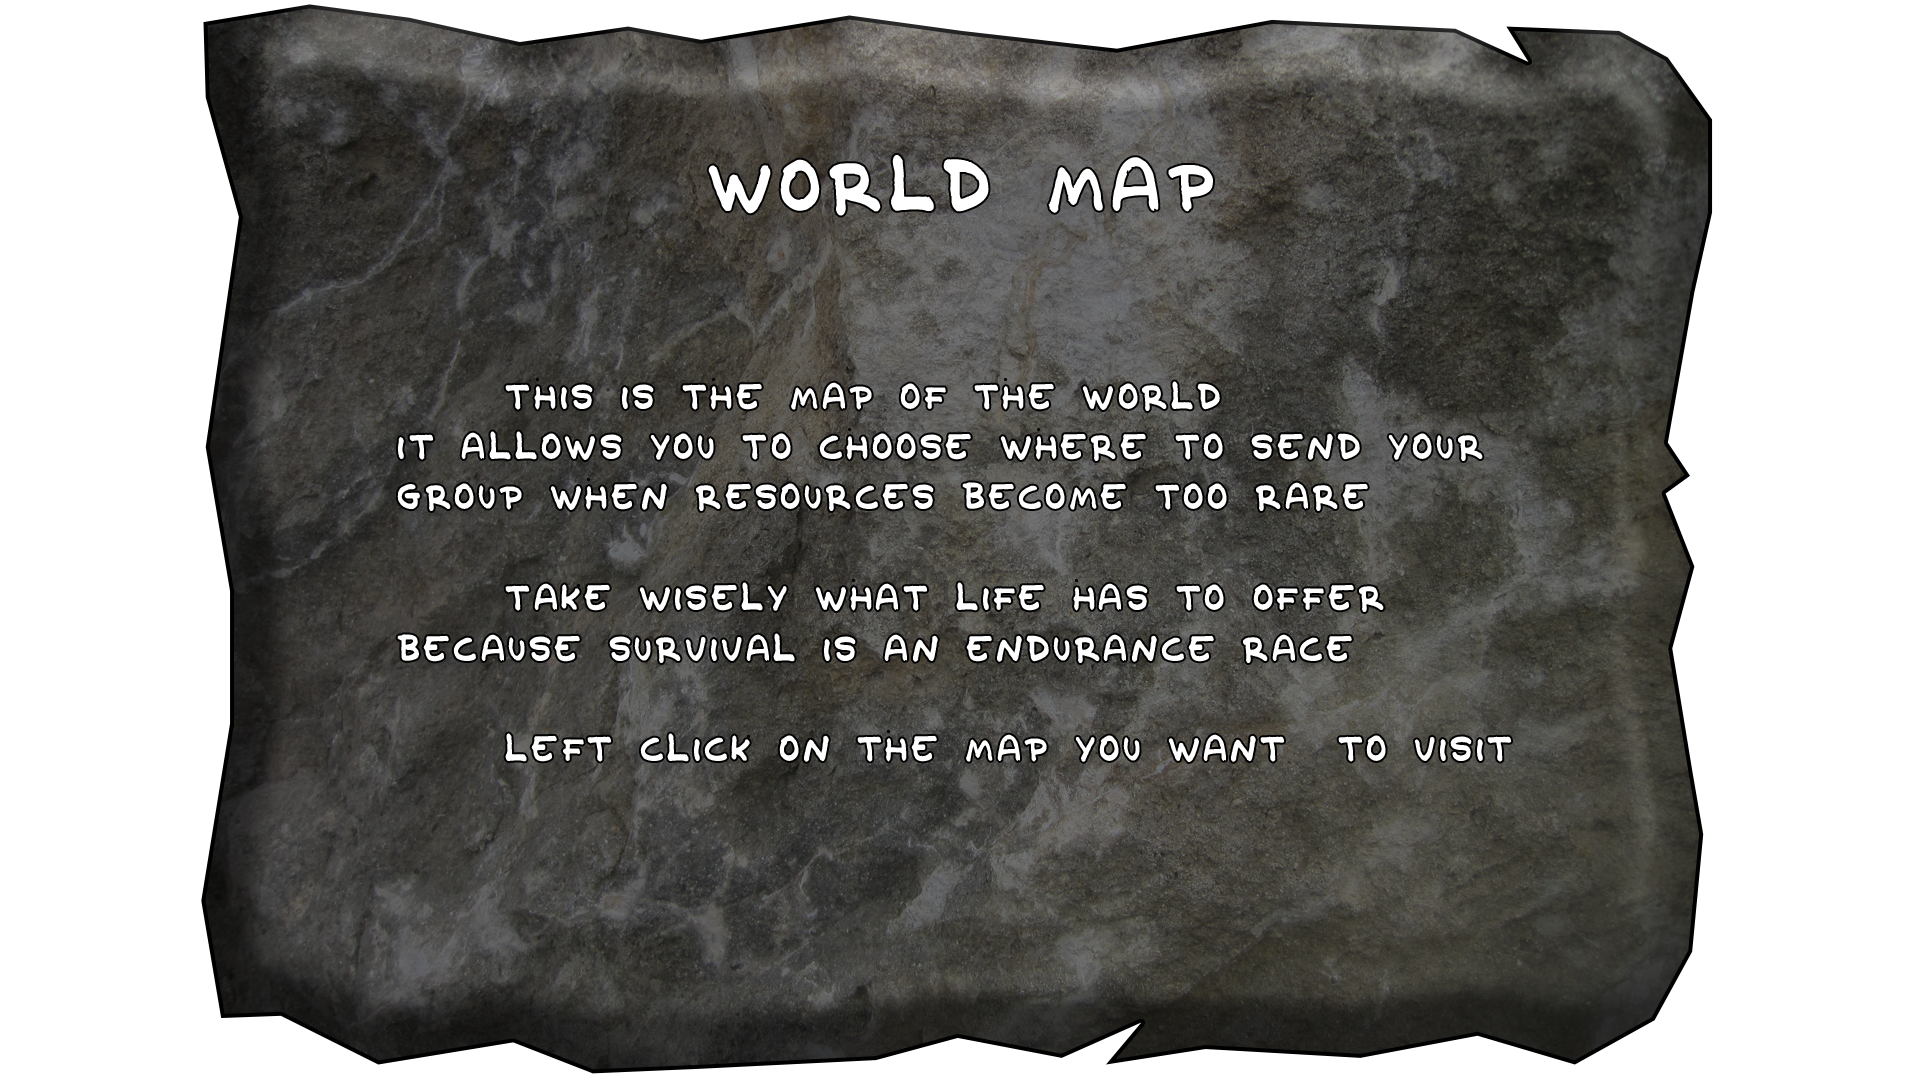 WORLD MAP
THIS IS THE MAP OF THE WORLD
IT ALLOWS YOU TO CHOOSE WHERE TO SEND YOUR
GROUP WHEN RESOURCES BECOME TOO RARE
TAKE WISELY WHAT LIFE HAS TO OFFER
BECAUSE SURVIVAL IS AN ENDURANCE RACE
LEFT CLICK ON THE MAP YOU WANT TO VISIT